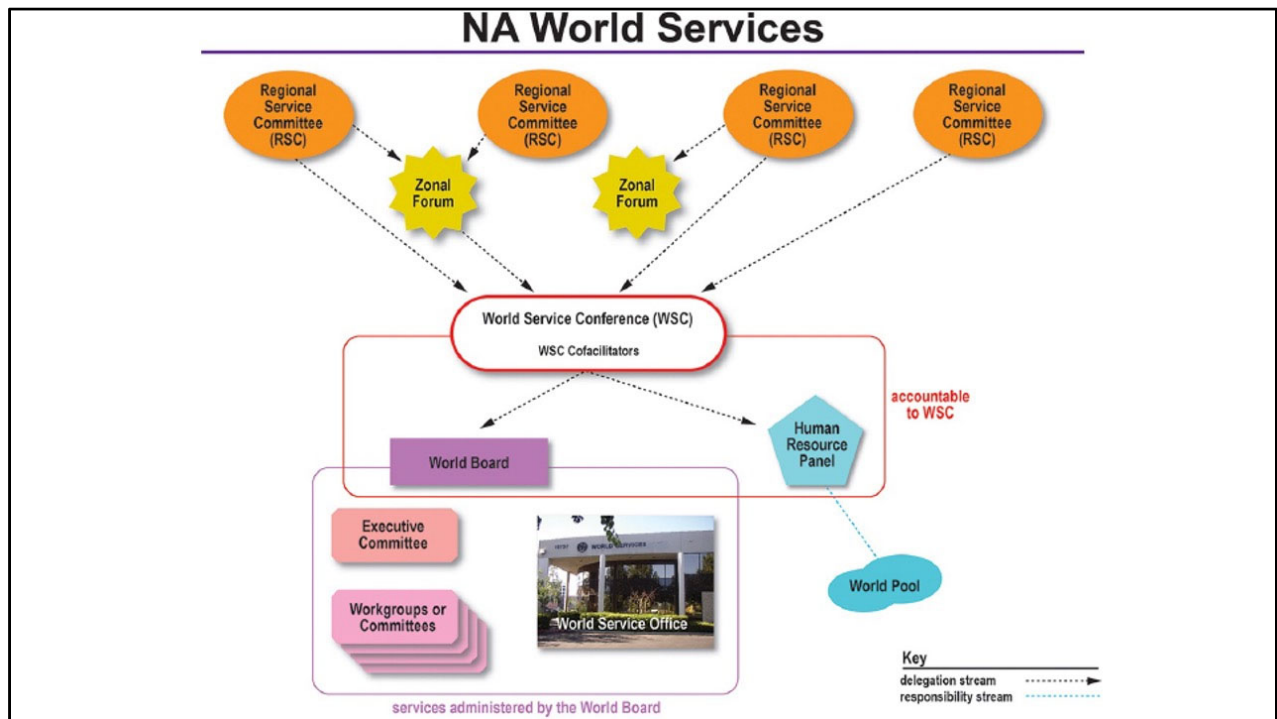 NA World Services
Regional
Service
Committee
(RSC)
Regional
Service
Committee
(RSC)
Regional
Service
Committee
(RSC)
Regional
Service
Committee
(RSC)
Zonal
Forum
Zonal
Forum
World Service Conference (WSC)
WSC Cofacilitators
accountable
to WSC
Human
Resource
Panel
World Board
Executive
Committee
WORLD SERVICES
World Service Office
World Pool
Workgroups or
Committees
Key
delegation stream
responsibility stream
services administered by the World Board